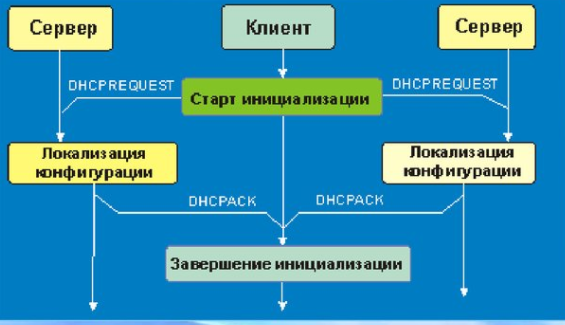 Сервер
Клиент
Сервер
DHCPREQUEST
DHCPREQUEST
Старт инициализации
Локализация
конфигурации
Локализация
конфигурации
DHCPACK
DHCPACK
Завершение инициализации